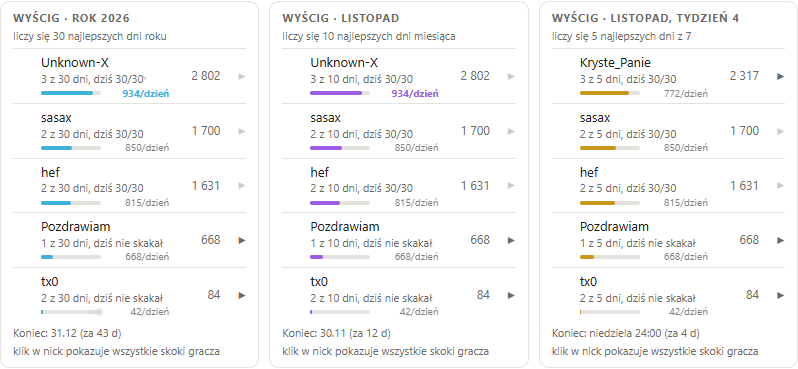 WYŚCIG · ROK 2026
liczy się 30 najlepszych dni roku
Unknown-X
3 z 30 dni, dziś 30/30
2 802
934/dzień
sasax
2 z 30 dni, dziś 30/30
1 700
850/dzień
hef
2 z 30 dni, dziś 30/30
1 631
815/dzień
Pozdrawiam
1 z 30 dni, dziś nie skakał
668
668/dzień
tx0
2 z 30 dni, dziś nie skakał
84
42/dzień
Koniec: 31.12 (za 43 d)
klik w nick pokazuje wszystkie skoki gracza
WYŚCIG · LISTOPAD
liczy się 10 najlepszych dni miesiąca
Unknown-X
3 z 10 dni, dziś 30/30
2 802
934/dzień
sasax
2 z 10 dni, dziś 30/30
1 700
850/dzień
hef
2 z 10 dni, dziś 30/30
1 631
815/dzień
Pozdrawiam
1 z 10 dni, dziś nie skakał
668
668/dzień
tx0
2 z 10 dni, dziś nie skakał
84
42/dzień
Koniec: 30.11 (za 12 d)
klik w nick pokazuje wszystkie skoki gracza
WYŚCIG · LISTOPAD, TYDZIEŃ 4
liczy się 5 najlepszych dni z 7
Kryste_Panie
3 z 5 dni, dziś 30/30
2 317
772/dzień
sasax
2 z 5 dni, dziś 30/30
1 700
850/dzień
hef
2 z 5 dni, dziś 30/30
1 631
815/dzień
Pozdrawiam
1 z 5 dni, dziś nie skakał
668
668/dzień
tx0
2 z 5 dni, dziś nie skakał
84
42/dzień
Koniec: niedziela 24:00 (za 4 d)
klik w nick pokazuje wszystkie skoki gracza